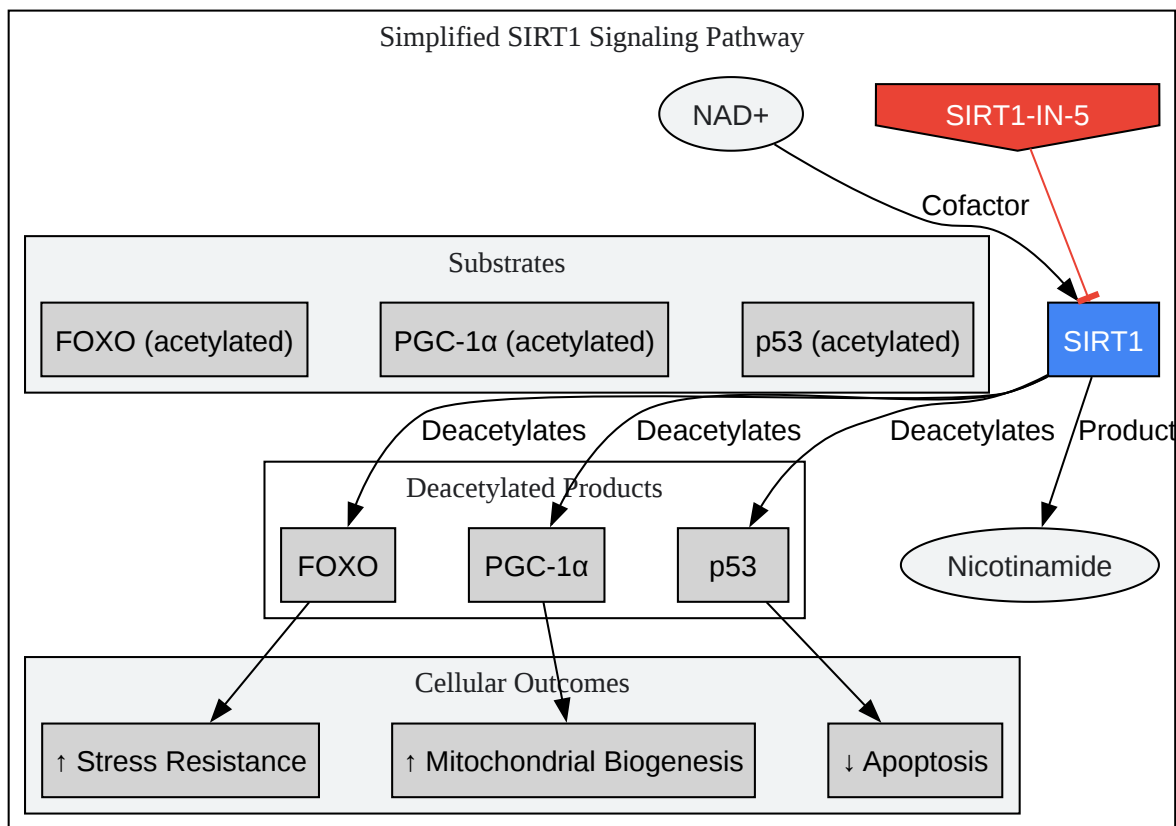 Simplified SIRT1 Signaling Pathway
NAD+
SIRT1-IN-5
Cofactor
Substrates
FOXO (acetylated)
PGC-1α (acetylated)
p53 (acetylated)
SIRT1
Deacetylates
Deacetylates
Deacetylates
Product
Deacetylated Products
FOXO
PGC-1α
p53
Nicotinamide
Cellular Outcomes
↑ Stress Resistance
↑ Mitochondrial Biogenesis
↓ Apoptosis